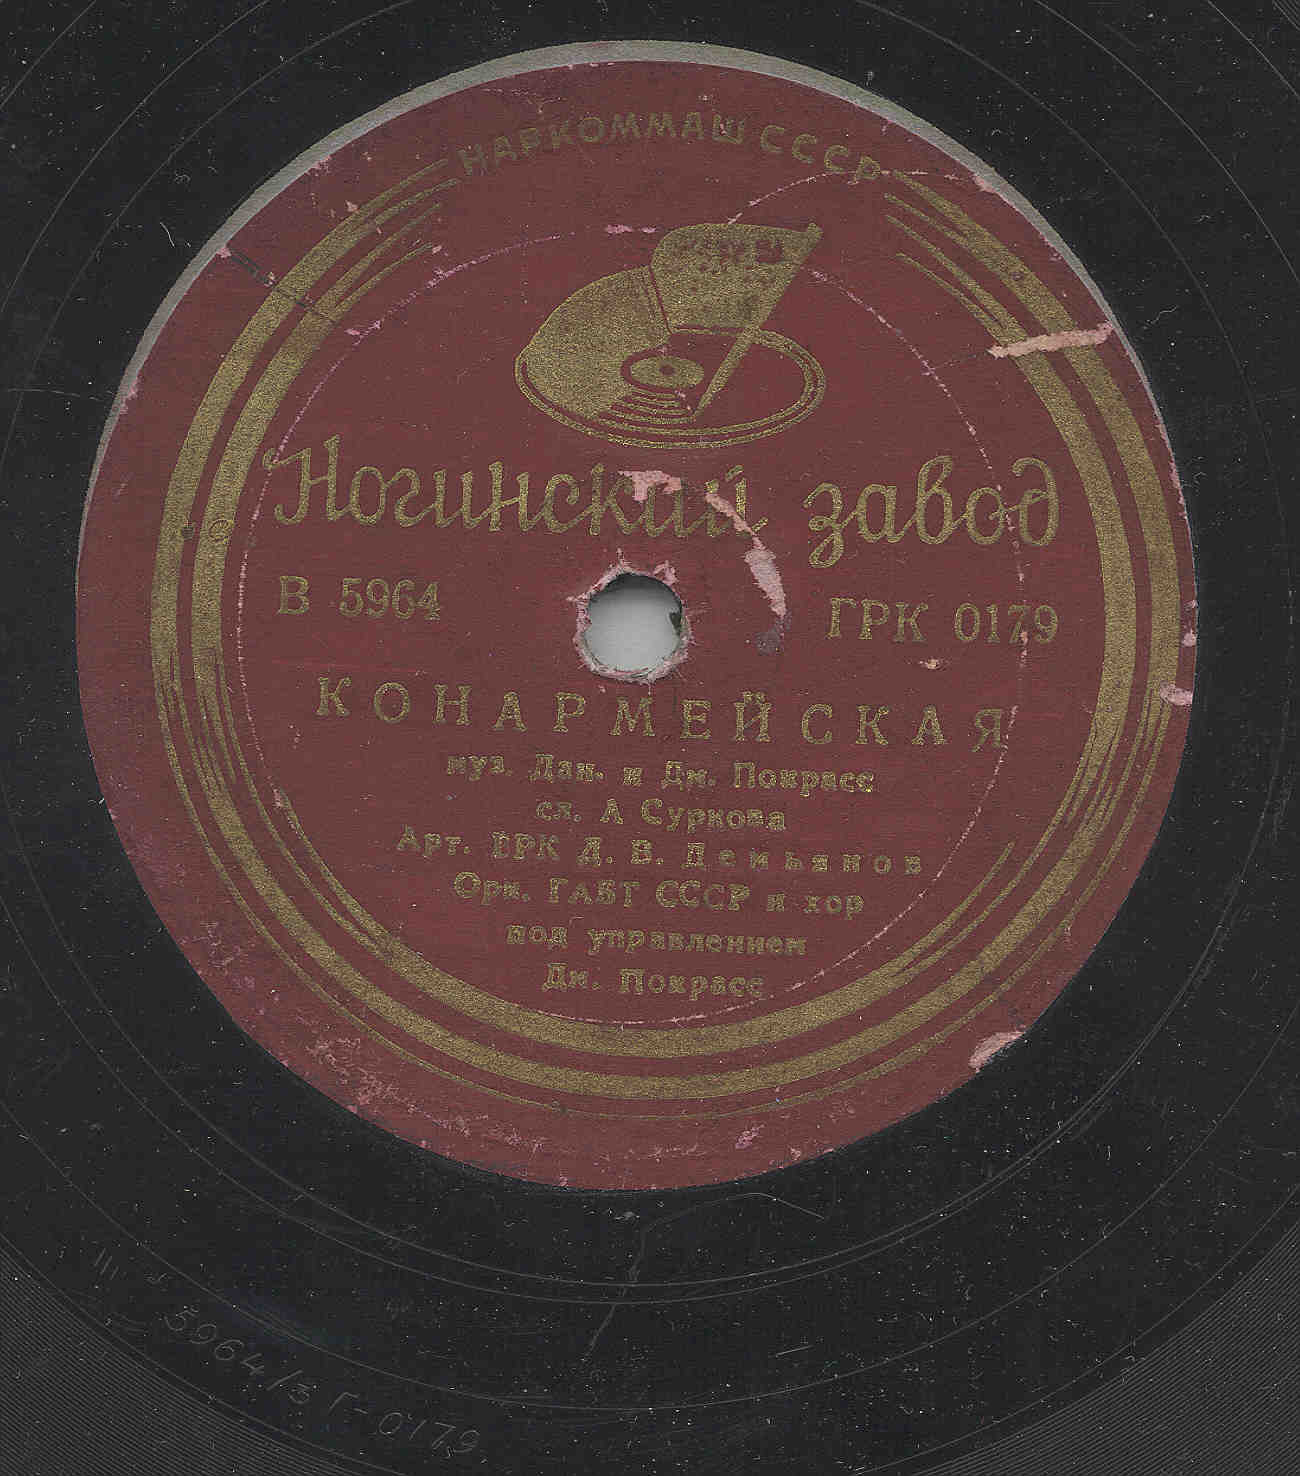 НАРКОММАШ СССР
Ногинский завод
В 5964 ГРК 0179
КОНАРМЕЙСКАЯ
муз. Дан. и Дм. Покрасс
сл. А Суркова
Арт. ВРК Д. В. Демьянов
Орк. ГАБТ СССР и хор
под управлением
Дм. Покрасс
5964/3 Г-0179